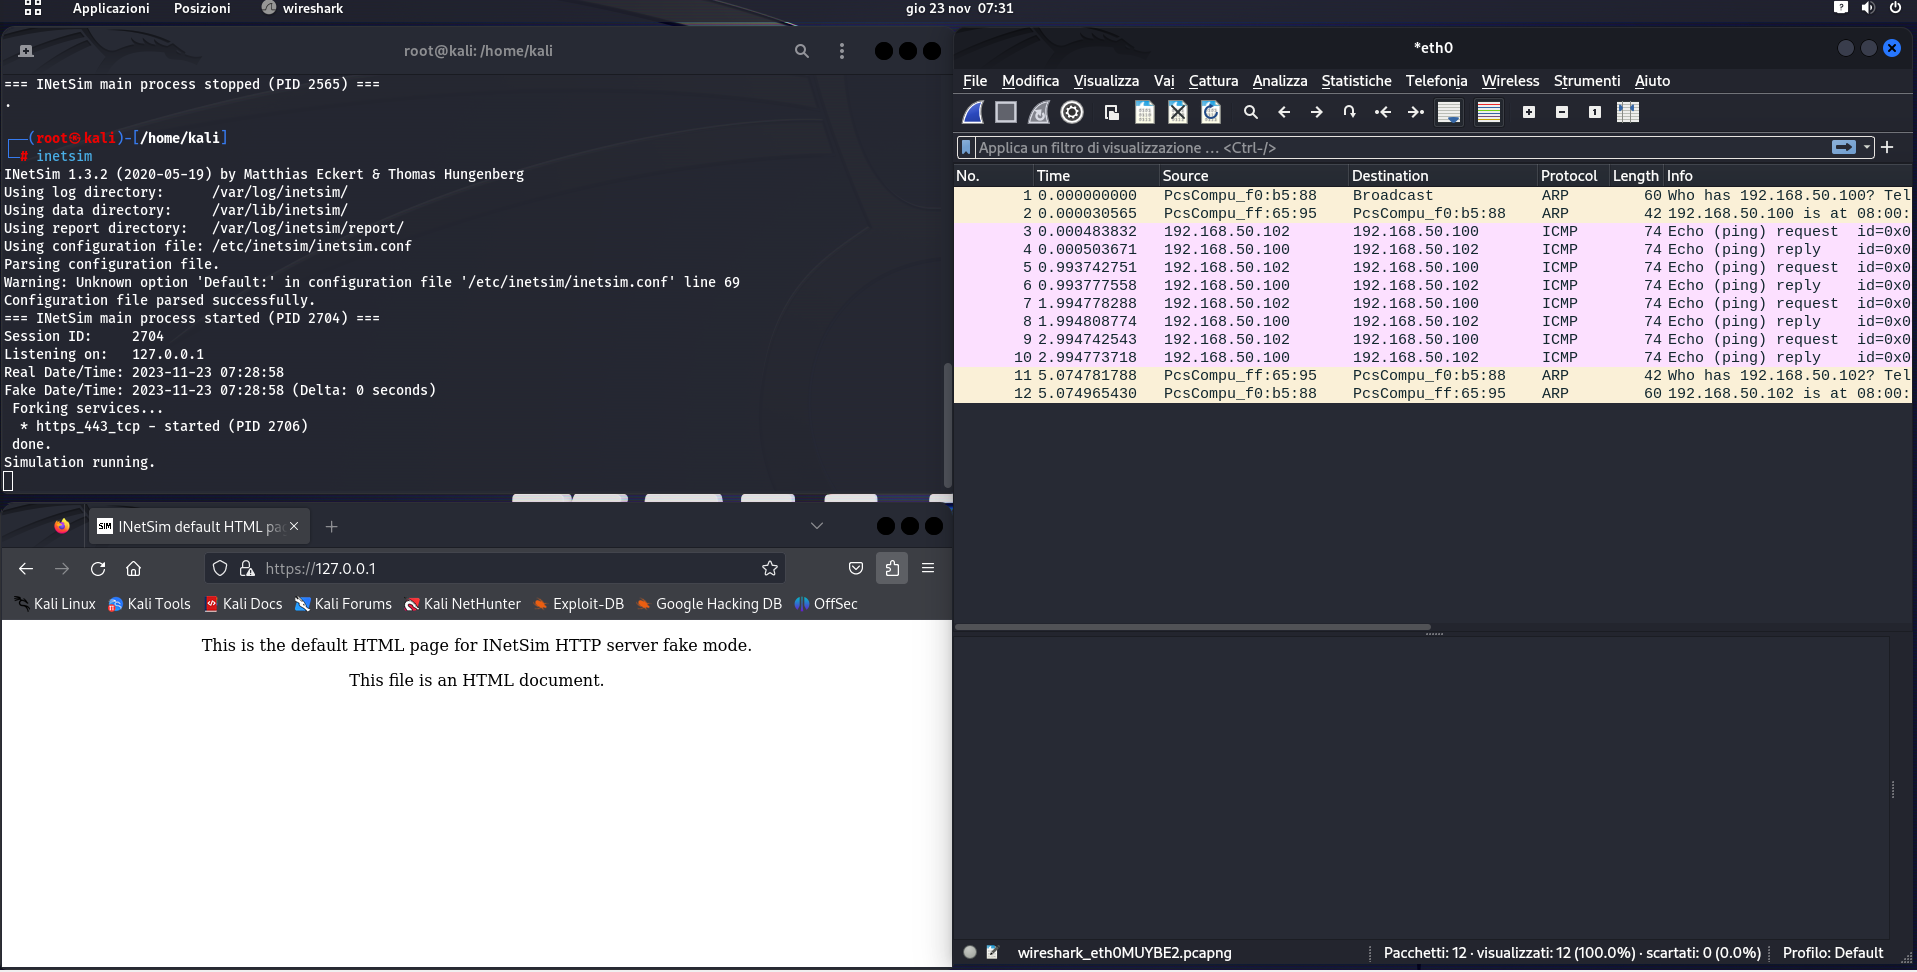 Applicazioni Posizioni wireshark gio 23 nov 07:31
root@kali: /home/kali
=== INetSim main process stopped (PID 2565) ===
.
(root㉿kali)-[/home/kali]
# inetsim
INetSim 1.3.2 (2020-05-19) by Matthias Eckert & Thomas Hungenberg
Using log directory: /var/log/inetsim/
Using data directory: /var/lib/inetsim/
Using report directory: /var/log/inetsim/report/
Using configuration file: /etc/inetsim/inetsim.conf
Parsing configuration file.
Warning: Unknown option 'Default:' in configuration file '/etc/inetsim/inetsim.conf' line 69
Configuration file parsed successfully.
=== INetSim main process started (PID 2704) ===
Session ID: 2704
Listening on: 127.0.0.1
Real Date/Time: 2023-11-23 07:28:58
Fake Date/Time: 2023-11-23 07:28:58 (Delta: 0 seconds)
Forking services...
* https_443_tcp - started (PID 2706)
done.
Simulation running.
INetSim default HTML pa
https://127.0.0.1
Kali Linux Kali Tools Kali Docs Kali Forums Kali NetHunter Exploit-DB Google Hacking DB OffSec
This is the default HTML page for INetSim HTTP server fake mode.
This file is an HTML document.
*eth0
File Modifica Visualizza Vai Cattura Analizza Statistiche Telefonia Wireless Strumenti Aiuto
Applica un filtro di visualizzazione … <Ctrl-/>
No. Time Source Destination Protocol Length Info
1 0.000000000 PcsCompu_f0:b5:88 Broadcast ARP 60 Who has 192.168.50.100? Tel
2 0.000030565 PcsCompu_ff:65:95 PcsCompu_f0:b5:88 ARP 42 192.168.50.100 is at 08:00:
3 0.000483832 192.168.50.102 192.168.50.100 ICMP 74 Echo (ping) request id=0x0
4 0.000503671 192.168.50.100 192.168.50.102 ICMP 74 Echo (ping) reply id=0x0
5 0.993742751 192.168.50.102 192.168.50.100 ICMP 74 Echo (ping) request id=0x0
6 0.993777558 192.168.50.100 192.168.50.102 ICMP 74 Echo (ping) reply id=0x0
7 1.994778288 192.168.50.102 192.168.50.100 ICMP 74 Echo (ping) request id=0x0
8 1.994808774 192.168.50.100 192.168.50.102 ICMP 74 Echo (ping) reply id=0x0
9 2.994742543 192.168.50.102 192.168.50.100 ICMP 74 Echo (ping) request id=0x0
10 2.994773718 192.168.50.100 192.168.50.102 ICMP 74 Echo (ping) reply id=0x0
11 5.074781788 PcsCompu_ff:65:95 PcsCompu_f0:b5:88 ARP 42 Who has 192.168.50.102? Tel
12 5.074965430 PcsCompu_f0:b5:88 PcsCompu_ff:65:95 ARP 60 192.168.50.102 is at 08:00:
wireshark_eth0MUYBE2.pcapng Pacchetti: 12 · visualizzati: 12 (100.0%) · scartati: 0 (0.0%) Profilo: Default